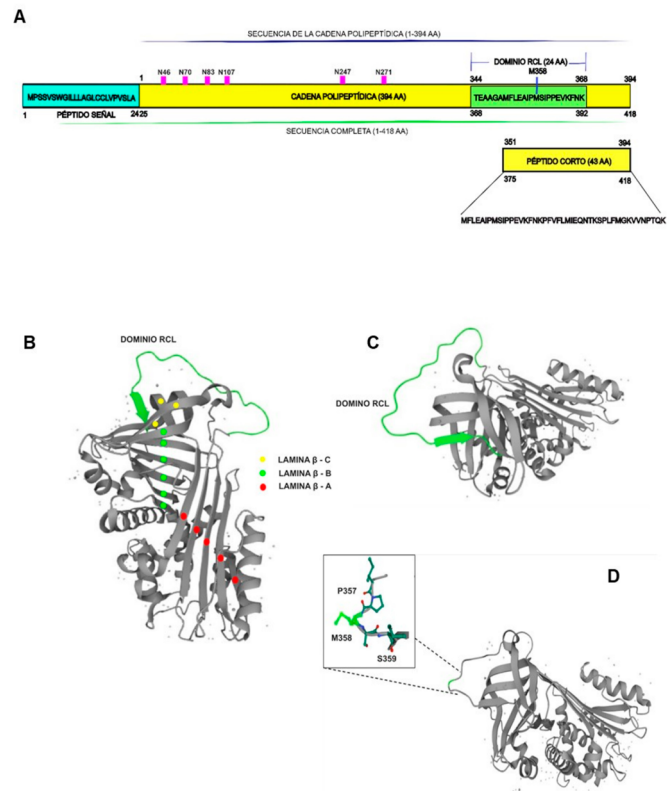 A
SECUENCIA DE LA CADENA POLIPEPTÍDICA (1-394 AA)
DOMINIO RCL (24 AA)
M358
1 N46 N70 N83 N107 N247 N271 344 368 394
MPSSVSWGILLLAGLCCLVPVSLA CADENA POLIPEPTÍDICA (394 AA) TEAAGAMFLEAIPMSIPPEVKFNK
1 PÉPTIDO SEÑAL 24 25 368 392 418
SECUENCIA COMPLETA (1-418 AA)
351 394
PÉPTIDO CORTO (43 AA)
375 418
MFLEAIPMSIPPEVKFNKPFVFLMIEQNTKSPLFMGKVVNPTQK
B
DOMINIO RCL
LAMINA β - C
LAMINA β - B
LAMINA β - A
C
DOMINO RCL
D
P357
M358
S359